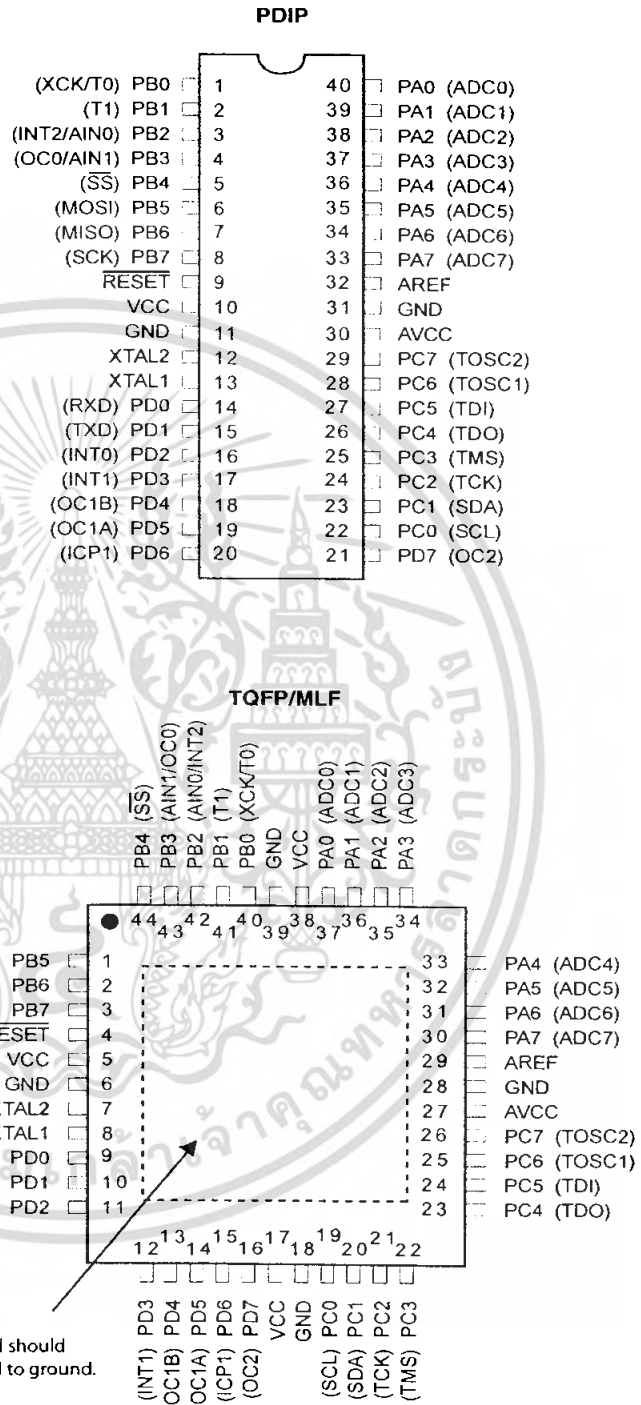 PDIP
(XCK/T0) PB0 1 40 PA0 (ADC0)
(T1) PB1 2 39 PA1 (ADC1)
(INT2/AIN0) PB2 3 38 PA2 (ADC2)
(OC0/AIN1) PB3 4 37 PA3 (ADC3)
(SS) PB4 5 36 PA4 (ADC4)
(MOSI) PB5 6 35 PA5 (ADC5)
(MISO) PB6 7 34 PA6 (ADC6)
(SCK) PB7 8 33 PA7 (ADC7)
RESET 9 32 AREF
VCC 10 31 GND
GND 11 30 AVCC
XTAL2 12 29 PC7 (TOSC2)
XTAL1 13 28 PC6 (TOSC1)
(RXD) PD0 14 27 PC5 (TDI)
(TXD) PD1 15 26 PC4 (TDO)
(INT0) PD2 16 25 PC3 (TMS)
(INT1) PD3 17 24 PC2 (TCK)
(OC1B) PD4 18 23 PC1 (SDA)
(OC1A) PD5 19 22 PC0 (SCL)
(ICP1) PD6 20 21 PD7 (OC2)
TQFP/MLF
PB4 (SS)
PB3 (AIN1/OC0)
PB2 (AIN0/INT2)
PB1 (T1)
PB0 (XCK/T0)
GND
VCC
PA0 (ADC0)
PA1 (ADC1)
PA2 (ADC2)
PA3 (ADC3)
44 43 42 41 40 39 38 37 36 35 34
PB5 1 33 PA4 (ADC4)
PB6 2 32 PA5 (ADC5)
PB7 3 31 PA6 (ADC6)
ESET 4 30 PA7 (ADC7)
VCC 5 29 AREF
GND 6 28 GND
TAL2 7 27 AVCC
TAL1 8 26 PC7 (TOSC2)
PD0 9 25 PC6 (TOSC1)
PD1 10 24 PC5 (TDI)
PD2 11 23 PC4 (TDO)
12 13 14 15 16 17 18 19 20 21 22
(INT1) PD3
OC1B) PD4
OC1A) PD5
(ICP1) PD6
(OC2) PD7
VCC
GND
(SCL) PC0
(SDA) PC1
(TCK) PC2
(TMS) PC3
should
to ground.